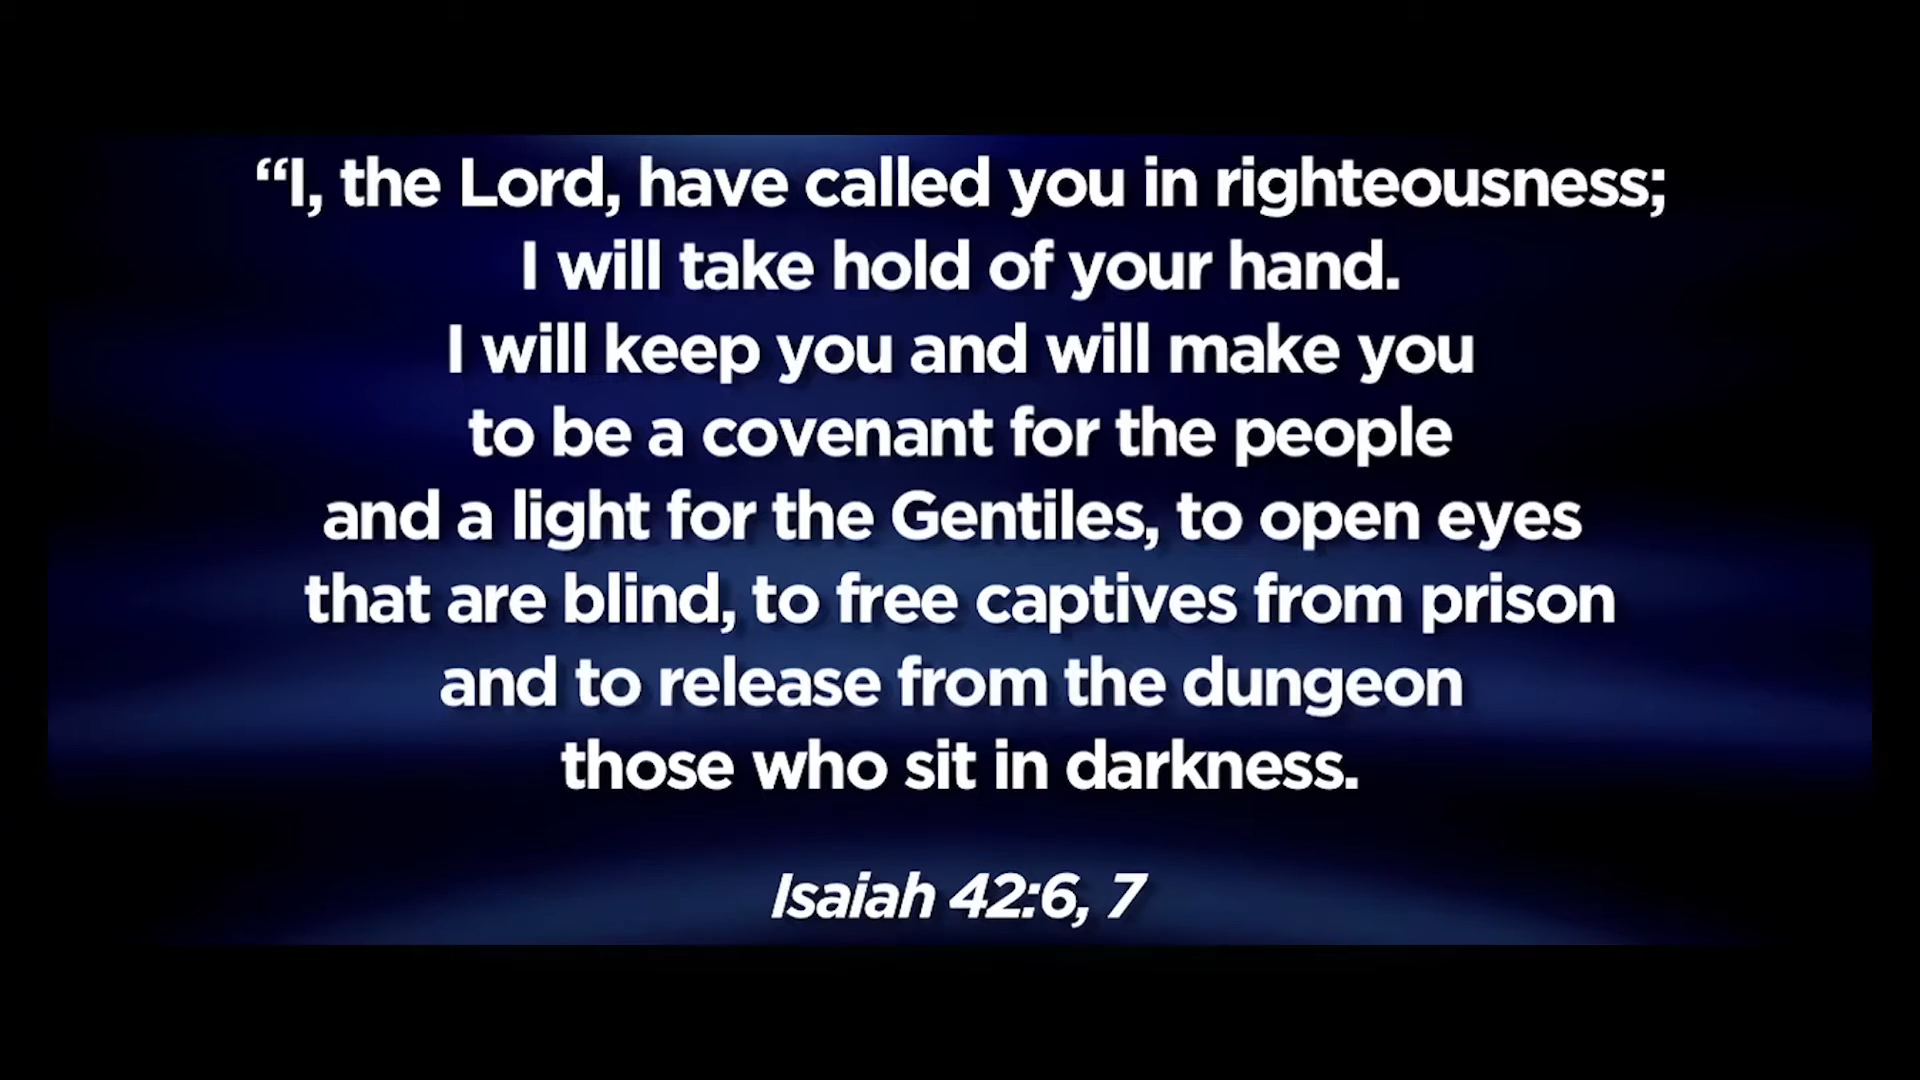 “I, the Lord, have called you in righteousness;
I will take hold of your hand.
I will keep you and will make you
to be a covenant for the people
and a light for the Gentiles, to open eyes
that are blind, to free captives from prison
and to release from the dungeon
those who sit in darkness.
Isaiah 42:6, 7